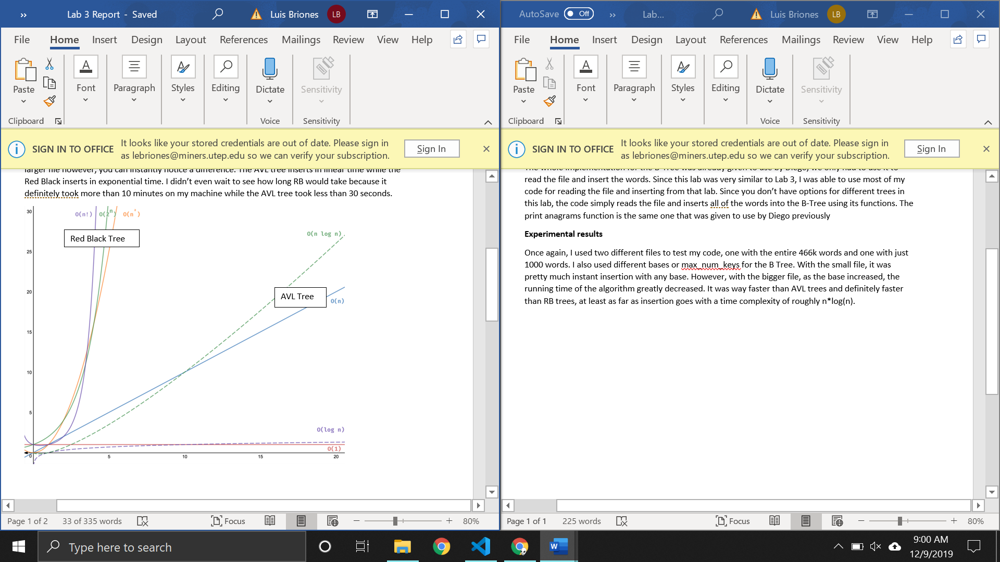 Lab 3 Report - Saved
Luis Briones
LB
File Home Insert Design Layout References Mailings Review View Help
Paste
Font
Paragraph
Styles
Editing
Dictate
Sensitivity
Clipboard
Voice
Sensitivity
SIGN IN TO OFFICE
It looks like your stored credentials are out of date. Please sign in
as lebriones@miners.utep.edu so we can verify your subscription.
Sign In
larger file however, you can instantly notice a difference. The AVL tree inserts in linear time while the
Red Black inserts in exponential time. I didn't even wait to see how long RB would take because it
definitely took more than 10 minutes on my machine while the AVL tree took less than 30 seconds.
30
O(n!) O(2^n) O(n²)
Red Black Tree
O(n log n)
25
20
AVL Tree
O(n)
15
10
5
O(log n)
O(1)
0 5 10 15 20
Page 1 of 2 33 of 335 words
Focus
80%
AutoSave Off
Lab...
Luis Briones
LB
File Home Insert Design Layout References Mailings Review View Help
Paste
Font
Paragraph
Styles
Editing
Dictate
Sensitivity
Clipboard
Voice
Sensitivity
SIGN IN TO OFFICE
It looks like your stored credentials are out of date. Please sign in
as lebriones@miners.utep.edu so we can verify your subscription.
Sign In
The whole implementation for the B-Tree was already given to use by Diego, we only had to use it to
read the file and insert the words. Since this lab was very similar to Lab 3, I was able to use most of my
code for reading the file and inserting from that lab. Since you don't have options for different trees in
this lab, the code simply reads the file and inserts all of the words into the B-Tree using its functions. The
print anagrams function is the same one that was given to use by Diego previously
Experimental results
Once again, I used two different files to test my code, one with the entire 466k words and one with just
1000 words. I also used different bases or max_num_keys for the B Tree. With the small file, it was
pretty much instant insertion with any base. However, with the bigger file, as the base increased, the
running time of the algorithm greatly decreased. It was way faster than AVL trees and definitely faster
than RB trees, at least as far as insertion goes with a time complexity of roughly n*log(n).
Page 1 of 1 225 words
Focus
80%
Type here to search
W
9:00 AM
12/9/2019